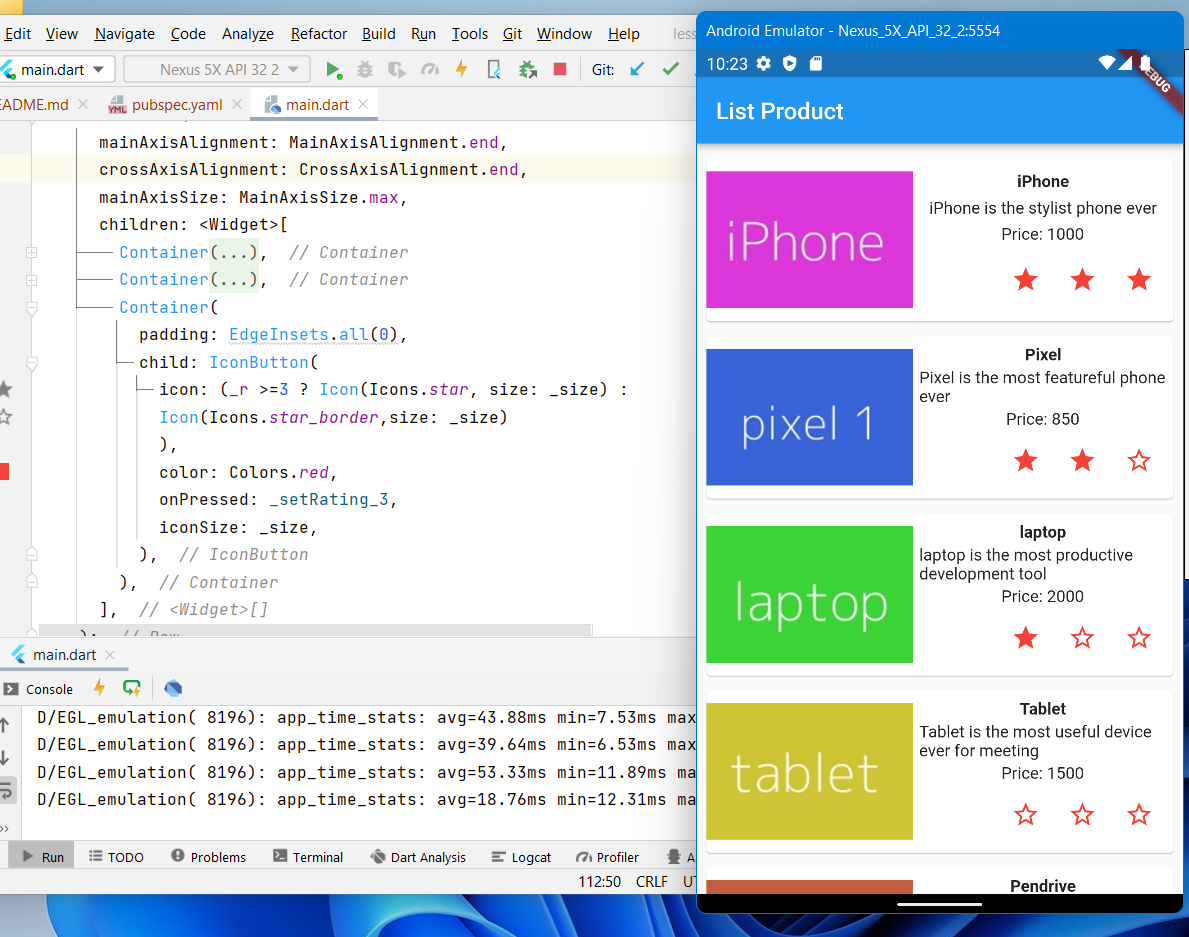 Edit View Navigate Code Analyze Refactor Build Run Tools Git Window Help less
main.dart Nexus 5X API 32 2 Git:
EADME.md YML pubspec.yaml main.dart
mainAxisAlignment: MainAxisAlignment.end,
crossAxisAlignment: CrossAxisAlignment.end,
mainAxisSize: MainAxisSize.max,
children: <Widget>[
Container(...), // Container
Container(...), // Container
Container(
padding: EdgeInsets.all(0),
child: IconButton(
icon: (_r >=3 ? Icon(Icons.star, size: _size) :
Icon(Icons.star_border,size: _size)
),
color: Colors.red,
onPressed: _setRating_3,
iconSize: _size,
), // IconButton
), // Container
], // <Widget>[]
); // Row
main.dart
Console
D/EGL_emulation( 8196): app_time_stats: avg=43.88ms min=7.53ms max
D/EGL_emulation( 8196): app_time_stats: avg=39.64ms min=6.53ms max
D/EGL_emulation( 8196): app_time_stats: avg=53.33ms min=11.89ms ma
D/EGL_emulation( 8196): app_time_stats: avg=18.76ms min=12.31ms ma
Run TODO Problems Terminal Dart Analysis Logcat Profiler A
112:50 CRLF UT
Android Emulator - Nexus_5X_API_32_2:5554
10:23
DEBUG
List Product
iPhone
iPhone
iPhone is the stylist phone ever
Price: 1000
pixel 1
Pixel
Pixel is the most featureful phone
ever
Price: 850
laptop
laptop
laptop is the most productive
development tool
Price: 2000
tablet
Tablet
Tablet is the most useful device
ever for meeting
Price: 1500
Pendrive